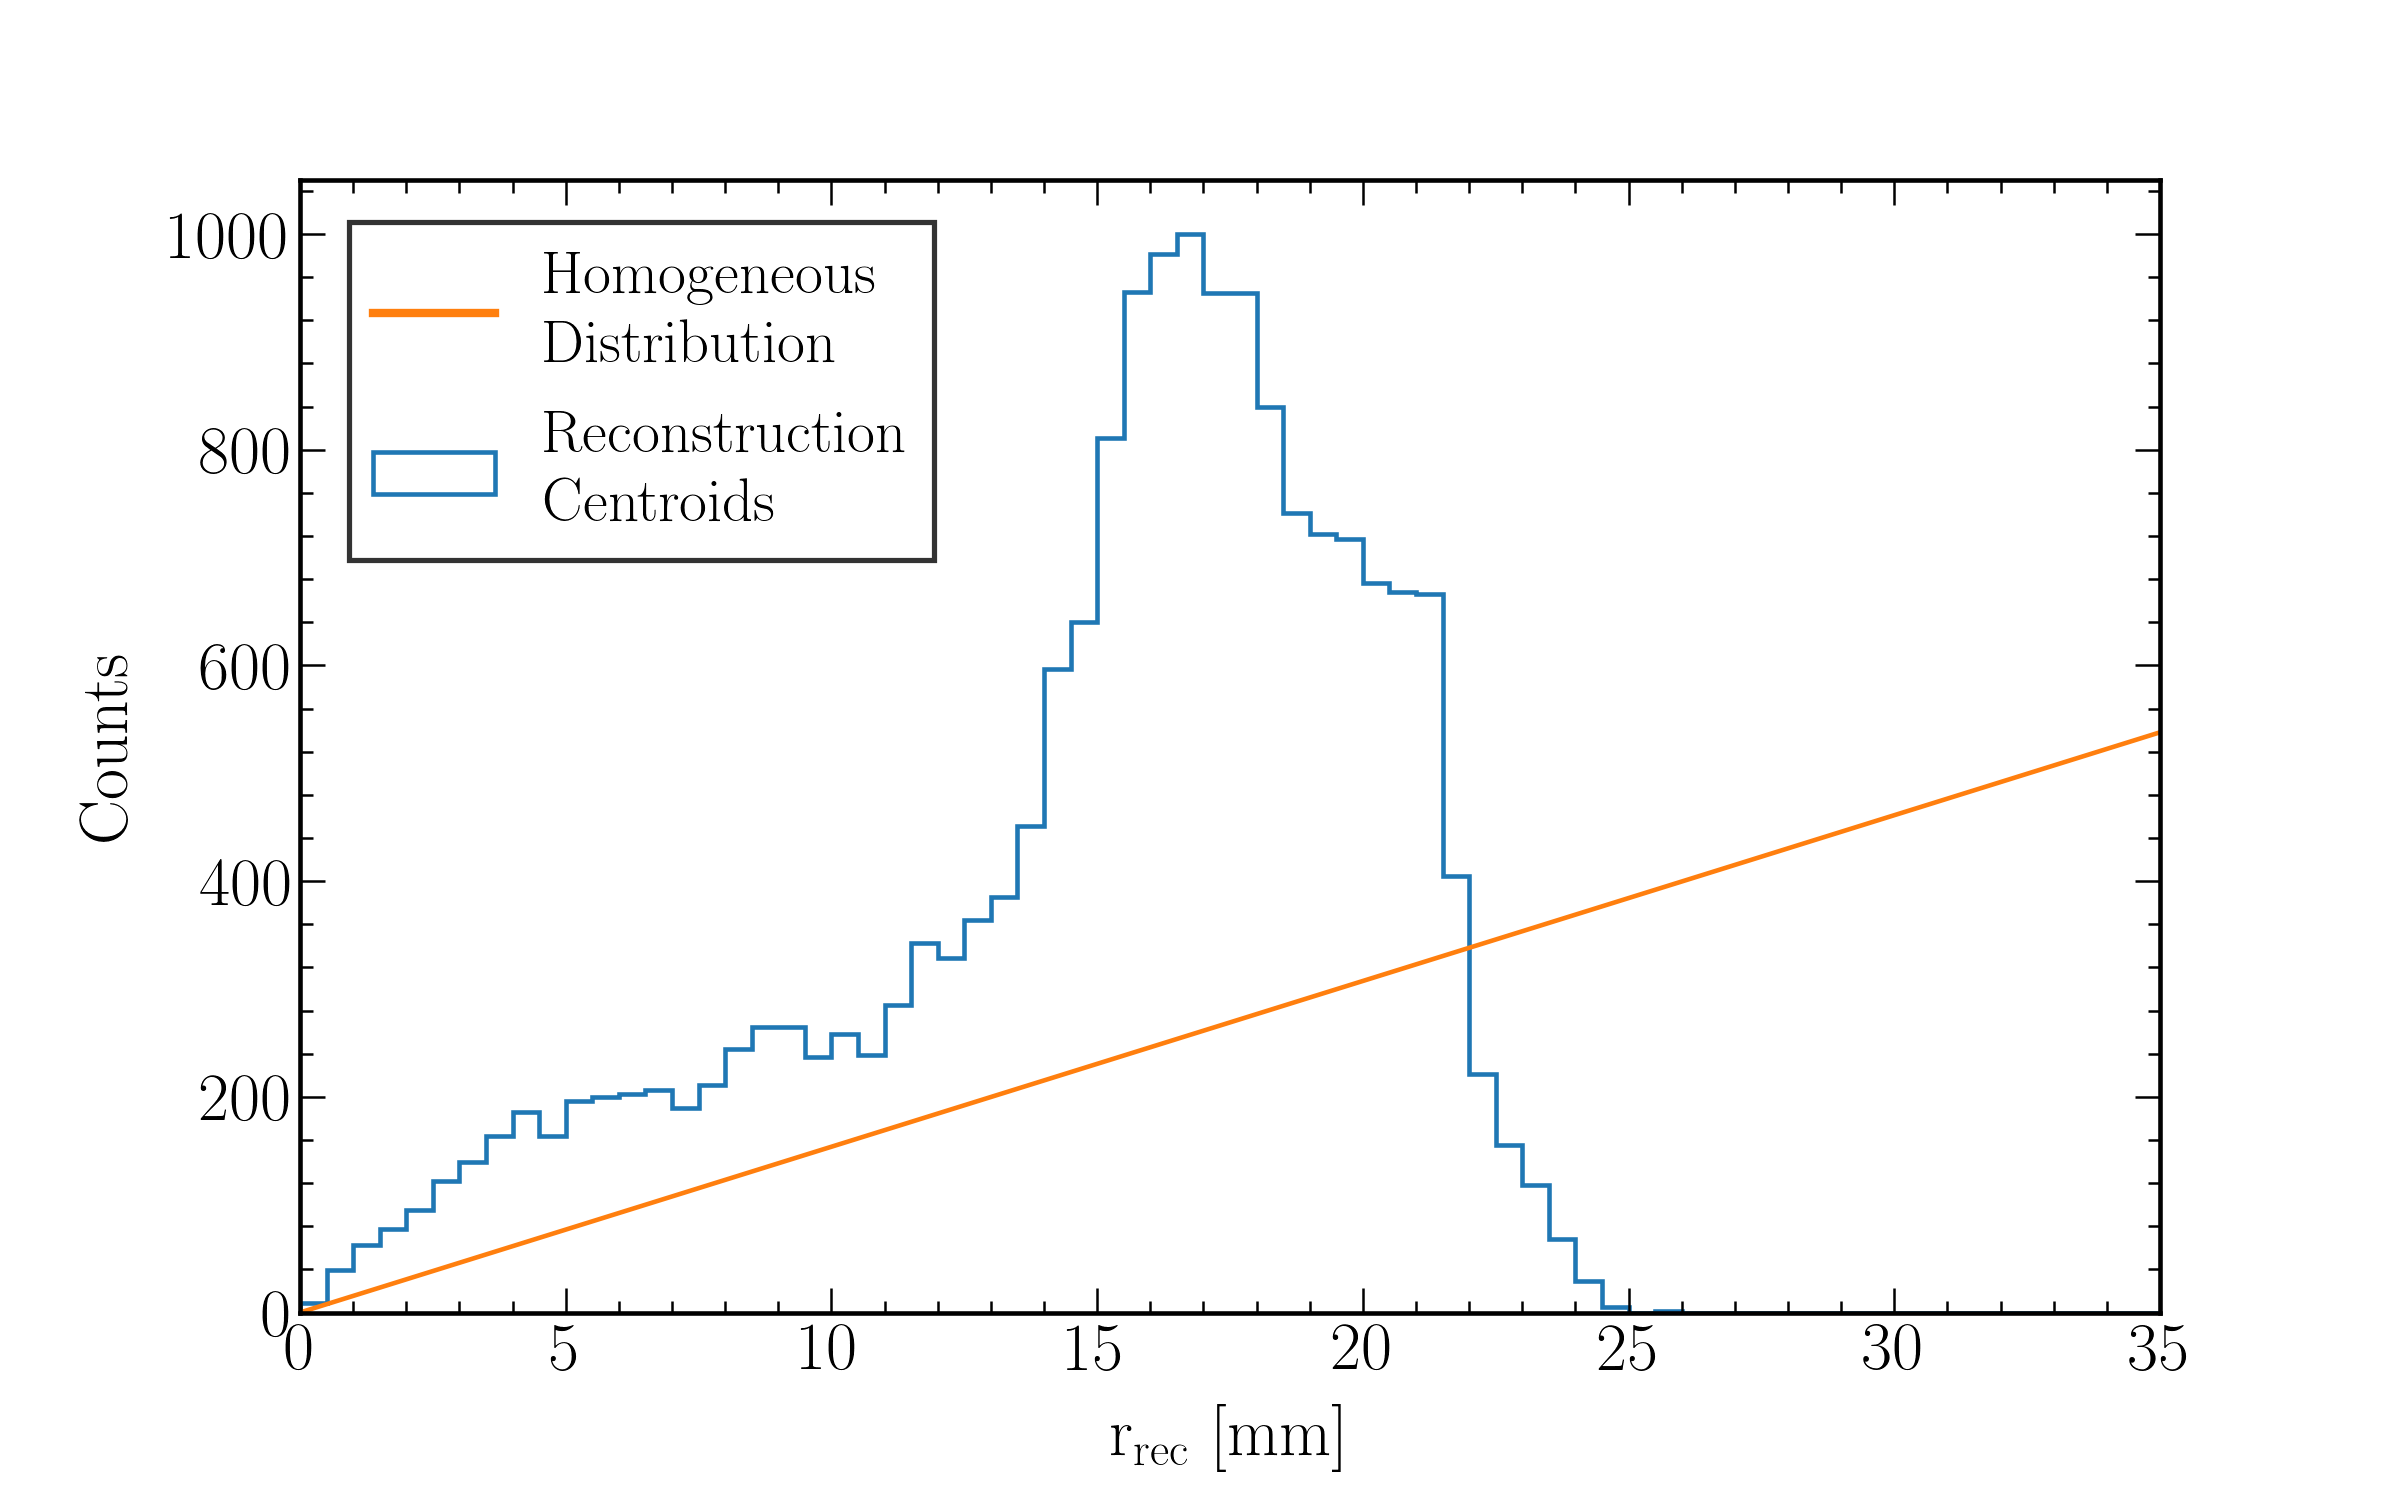 Homogeneous
Distribution
Reconstruction
Centroids
1000
800
600
400
200
0
Counts
0 5 10 15 20 25 30 35
r_rec [mm]